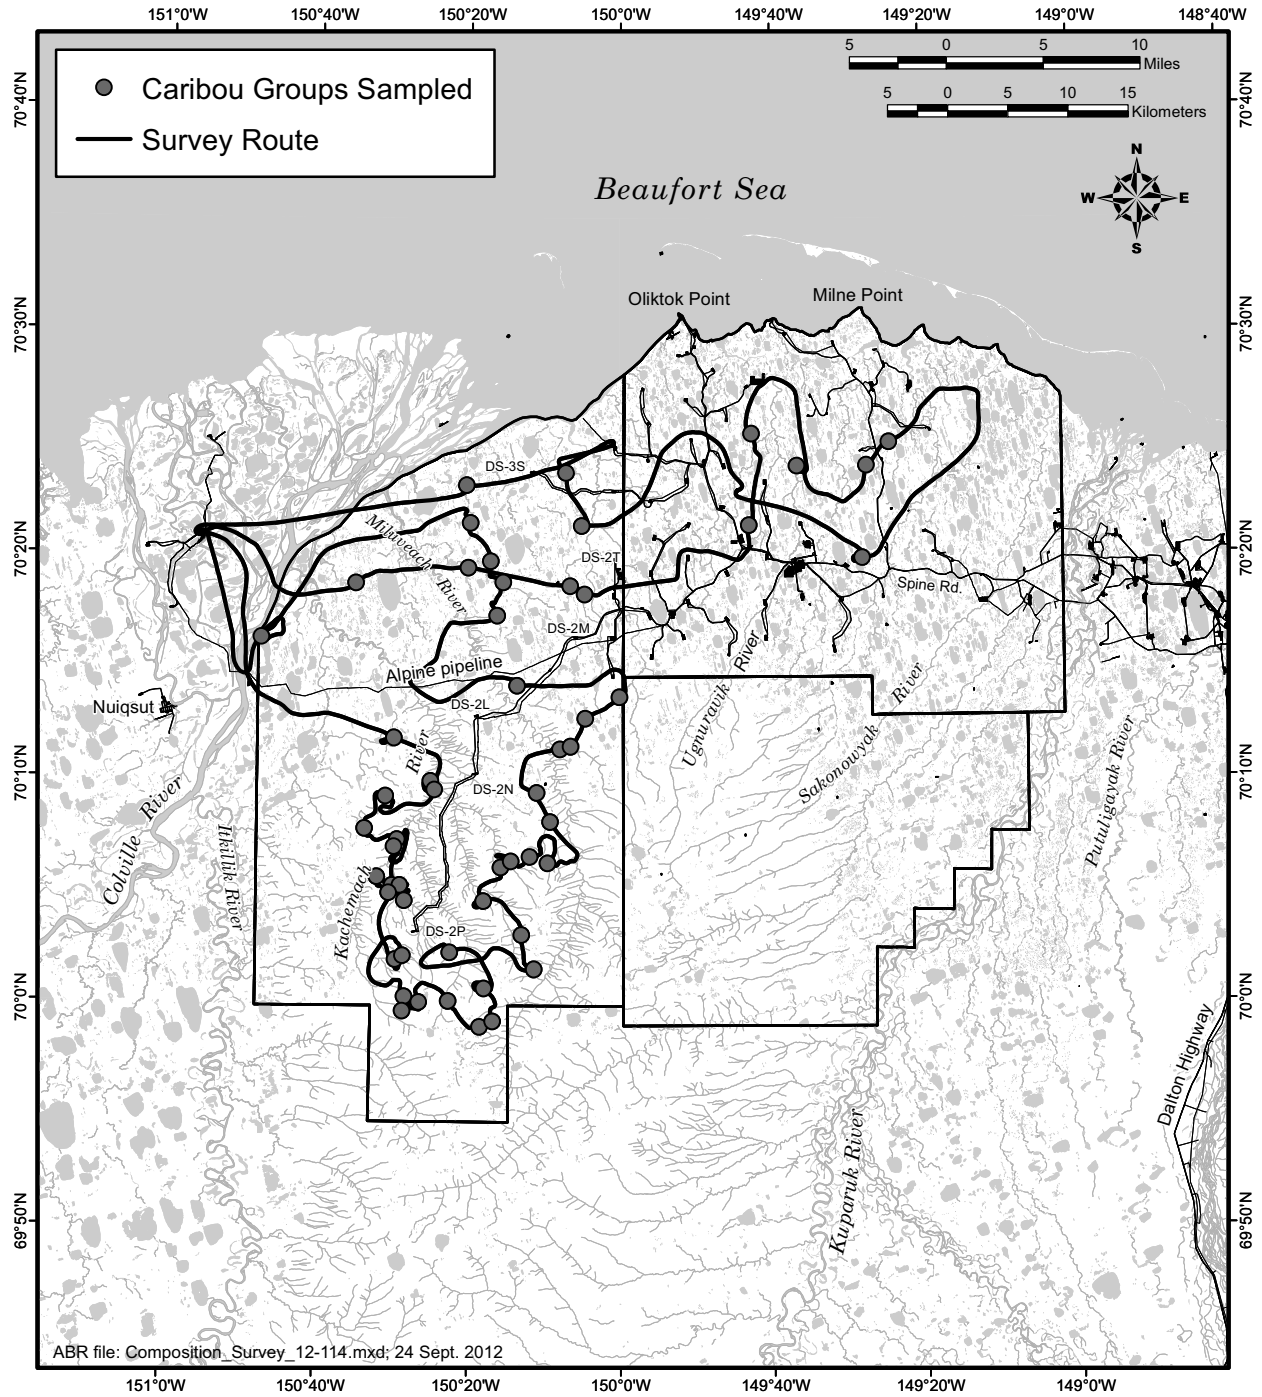 151°0'W 150°40'W 150°20'W 150°0'W 149°40'W 149°20'W 149°0'W 148°40'W
Caribou Groups Sampled
Survey Route
5 0 5 10
Miles
5 0 5 10 15
Kilometers
N
W E
S
70°40'N 70°40'N
Beaufort Sea
Oliktok Point
Milne Point
70°30'N 70°30'N
DS-3S
Miluveach River
70°20'N 70°20'N
DS-2T
Spine Rd.
DS-2M
Alpine pipeline
DS-2L
Nuiqsut
Ugnuravik River
Sakonowyak River
Putuligayak River
70°10'N 70°10'N
DS-2N
Colville River
Itkillik River
Kachemach River
DS-2P
70°0'N 70°0'N
Dalton Highway
Kuparuk River
69°50'N 69°50'N
ABR file: Composition_Survey_12-114.mxd; 24 Sept. 2012
151°0'W 150°40'W 150°20'W 150°0'W 149°40'W 149°20'W 149°0'W